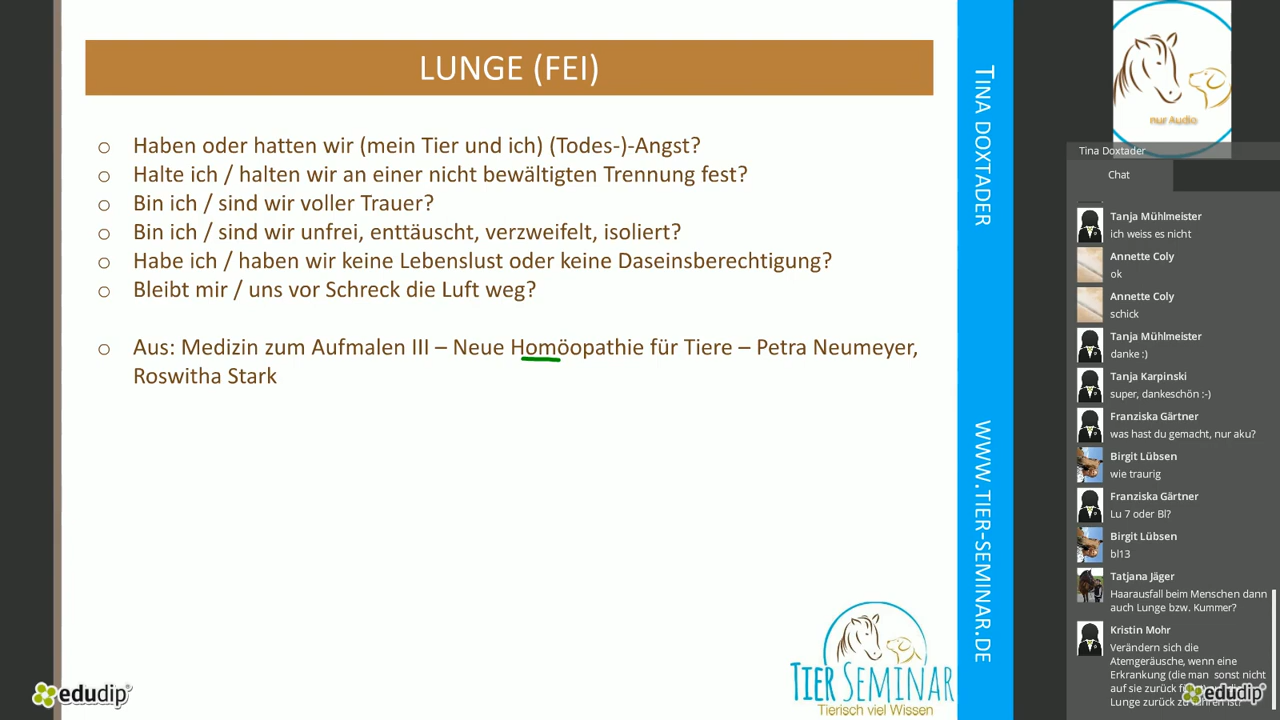 LUNGE (FEI)
o Haben oder hatten wir (mein Tier und ich) (Todes-)-Angst?
o Halte ich / halten wir an einer nicht bewältigten Trennung fest?
o Bin ich / sind wir voller Trauer?
o Bin ich / sind wir unfrei, enttäuscht, verzweifelt, isoliert?
o Habe ich / haben wir keine Lebenslust oder keine Daseinsberechtigung?
o Bleibt mir / uns vor Schreck die Luft weg?
o Aus: Medizin zum Aufmalen III – Neue Homöopathie für Tiere – Petra Neumeyer,
Roswitha Stark
TINA DOXTADER
WWW.TIER-SEMINAR.DE
TIER SEMINAR
Tierisch viel Wissen
edudip
nur Audio
Tina Doxtader
Chat
Tanja Mühlmeister
ich weiss es nicht
Annette Coly
ok
Annette Coly
schick
Tanja Mühlmeister
danke :)
Tanja Karpinski
super, dankeschön :-)
Franziska Gärtner
was hast du gemacht, nur aku?
Birgit Lübsen
wie traurig
Franziska Gärtner
Lu 7 oder Bl?
Birgit Lübsen
bl13
Tatjana Jäger
Haarausfall beim Menschen dann
auch Lunge bzw. Kummer?
Kristin Mohr
Verändern sich die
Atemgeräusche, wenn eine
Erkrankung (die man sonst nicht
auf sie zurück
Lunge zurück
edudip